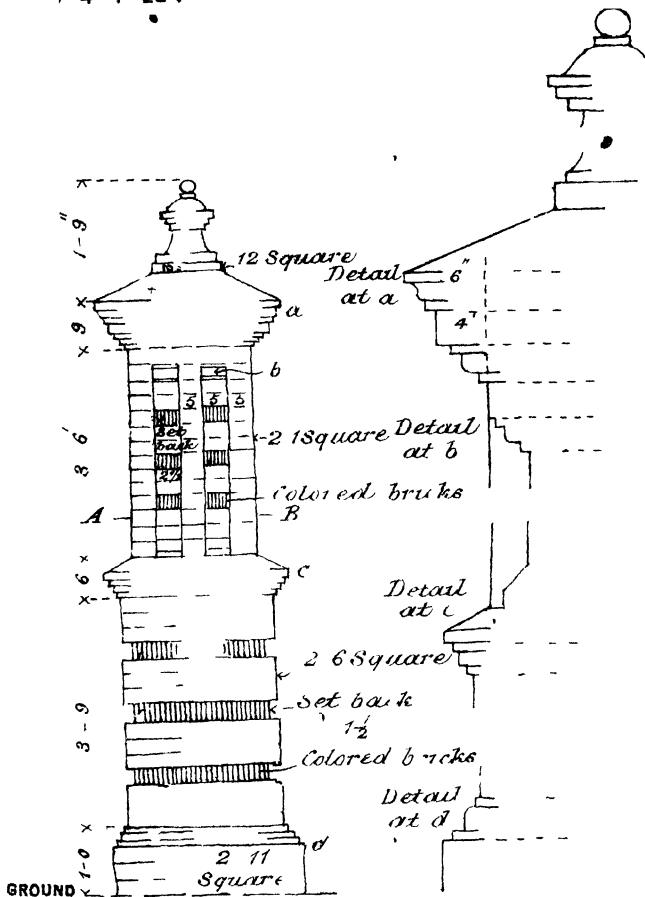 1-9"
12 Square
Detail
at a
6"
4"
a
9
b
5 5 5
set
back
2½
2 1 Square
Detail
at b
3 6'
Colored bricks
A
B
6
C
Detail
at c
2 6 Square
Set back
1½
3-9
Colored bricks
Detail
at d
d
1-0
2 11
Square
GROUND